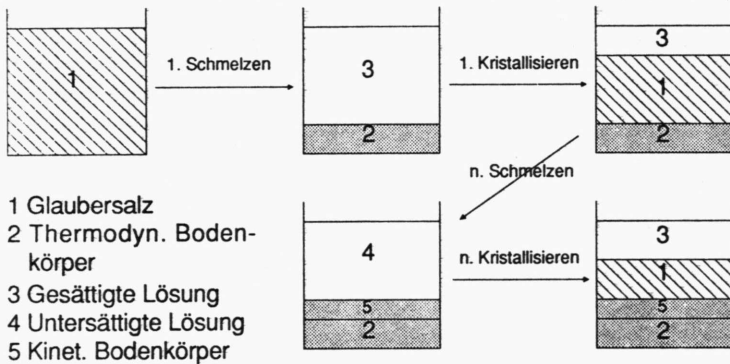 1
1. Schmelzen
3
2
1. Kristallisieren
3
1
2
n. Schmelzen
4
5
2
n. Kristallisieren
3
1
5
2
1 Glaubersalz
2 Thermodyn. Boden-
körper
3 Gesättigte Lösung
4 Untersättigte Lösung
5 Kinet. Bodenkörper